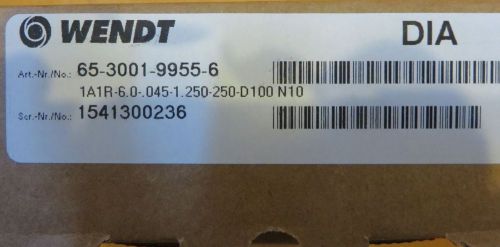 WENDT DIA
Art.-Nr./No.: 65-3001-9955-6
1A1R-6.0-.045-1.250-250-D100 N10
Ser.-Nr./No.: 1541300236